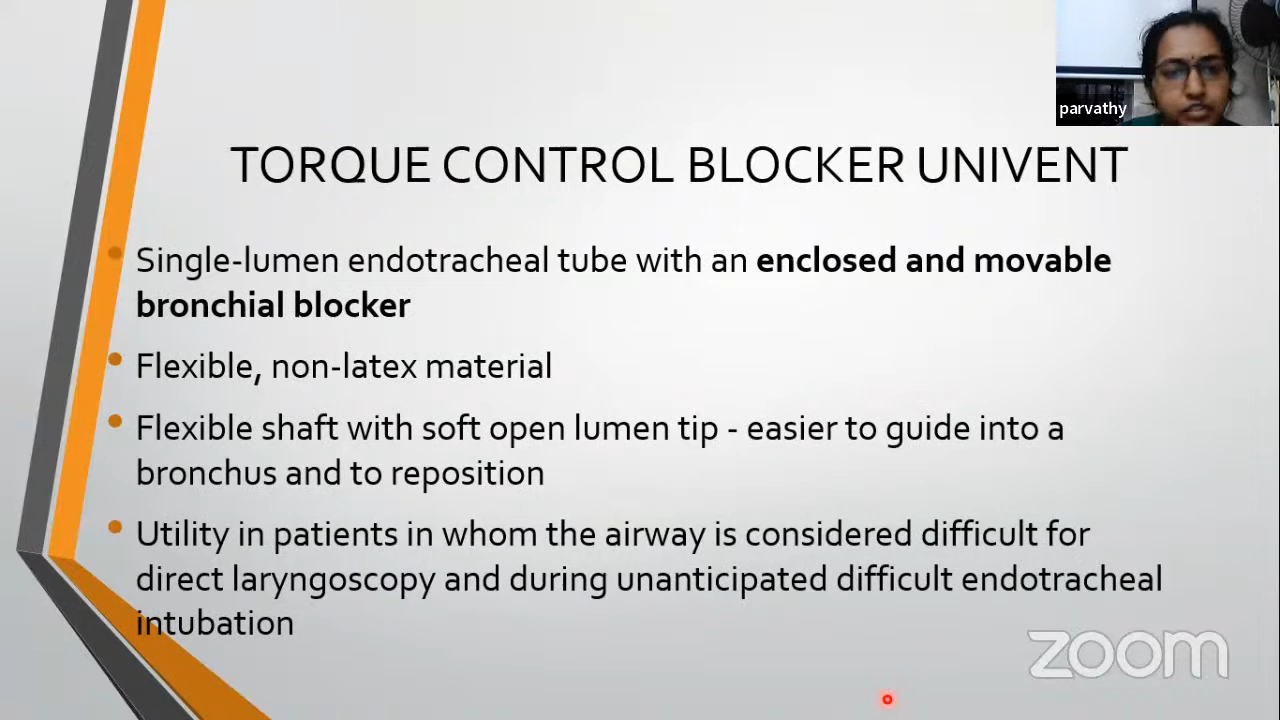 parvathy
TORQUE CONTROL BLOCKER UNIVENT
• Single-lumen endotracheal tube with an enclosed and movable
bronchial blocker
• Flexible, non-latex material
• Flexible shaft with soft open lumen tip - easier to guide into a
bronchus and to reposition
• Utility in patients in whom the airway is considered difficult for
direct laryngoscopy and during unanticipated difficult endotracheal
intubation
zoom